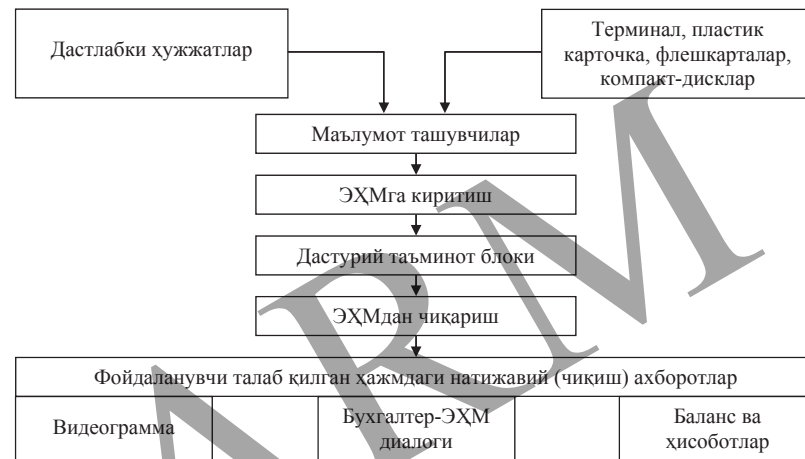 Дастлабки ҳужжатлар
Терминал, пластик
карточка, флешкарталар,
компакт-дисклар
Маълумот ташувчилар
ЭҲМга киритиш
Дастурий таъминот блоки
ЭҲМдан чиқариш
Фойдаланувчи талаб қилган ҳажмдаги натижавий (чиқиш) ахборотлар
Видеограмма
Бухгалтер-ЭҲМ
диалоги
Баланс ва
ҳисоботлар
ARM